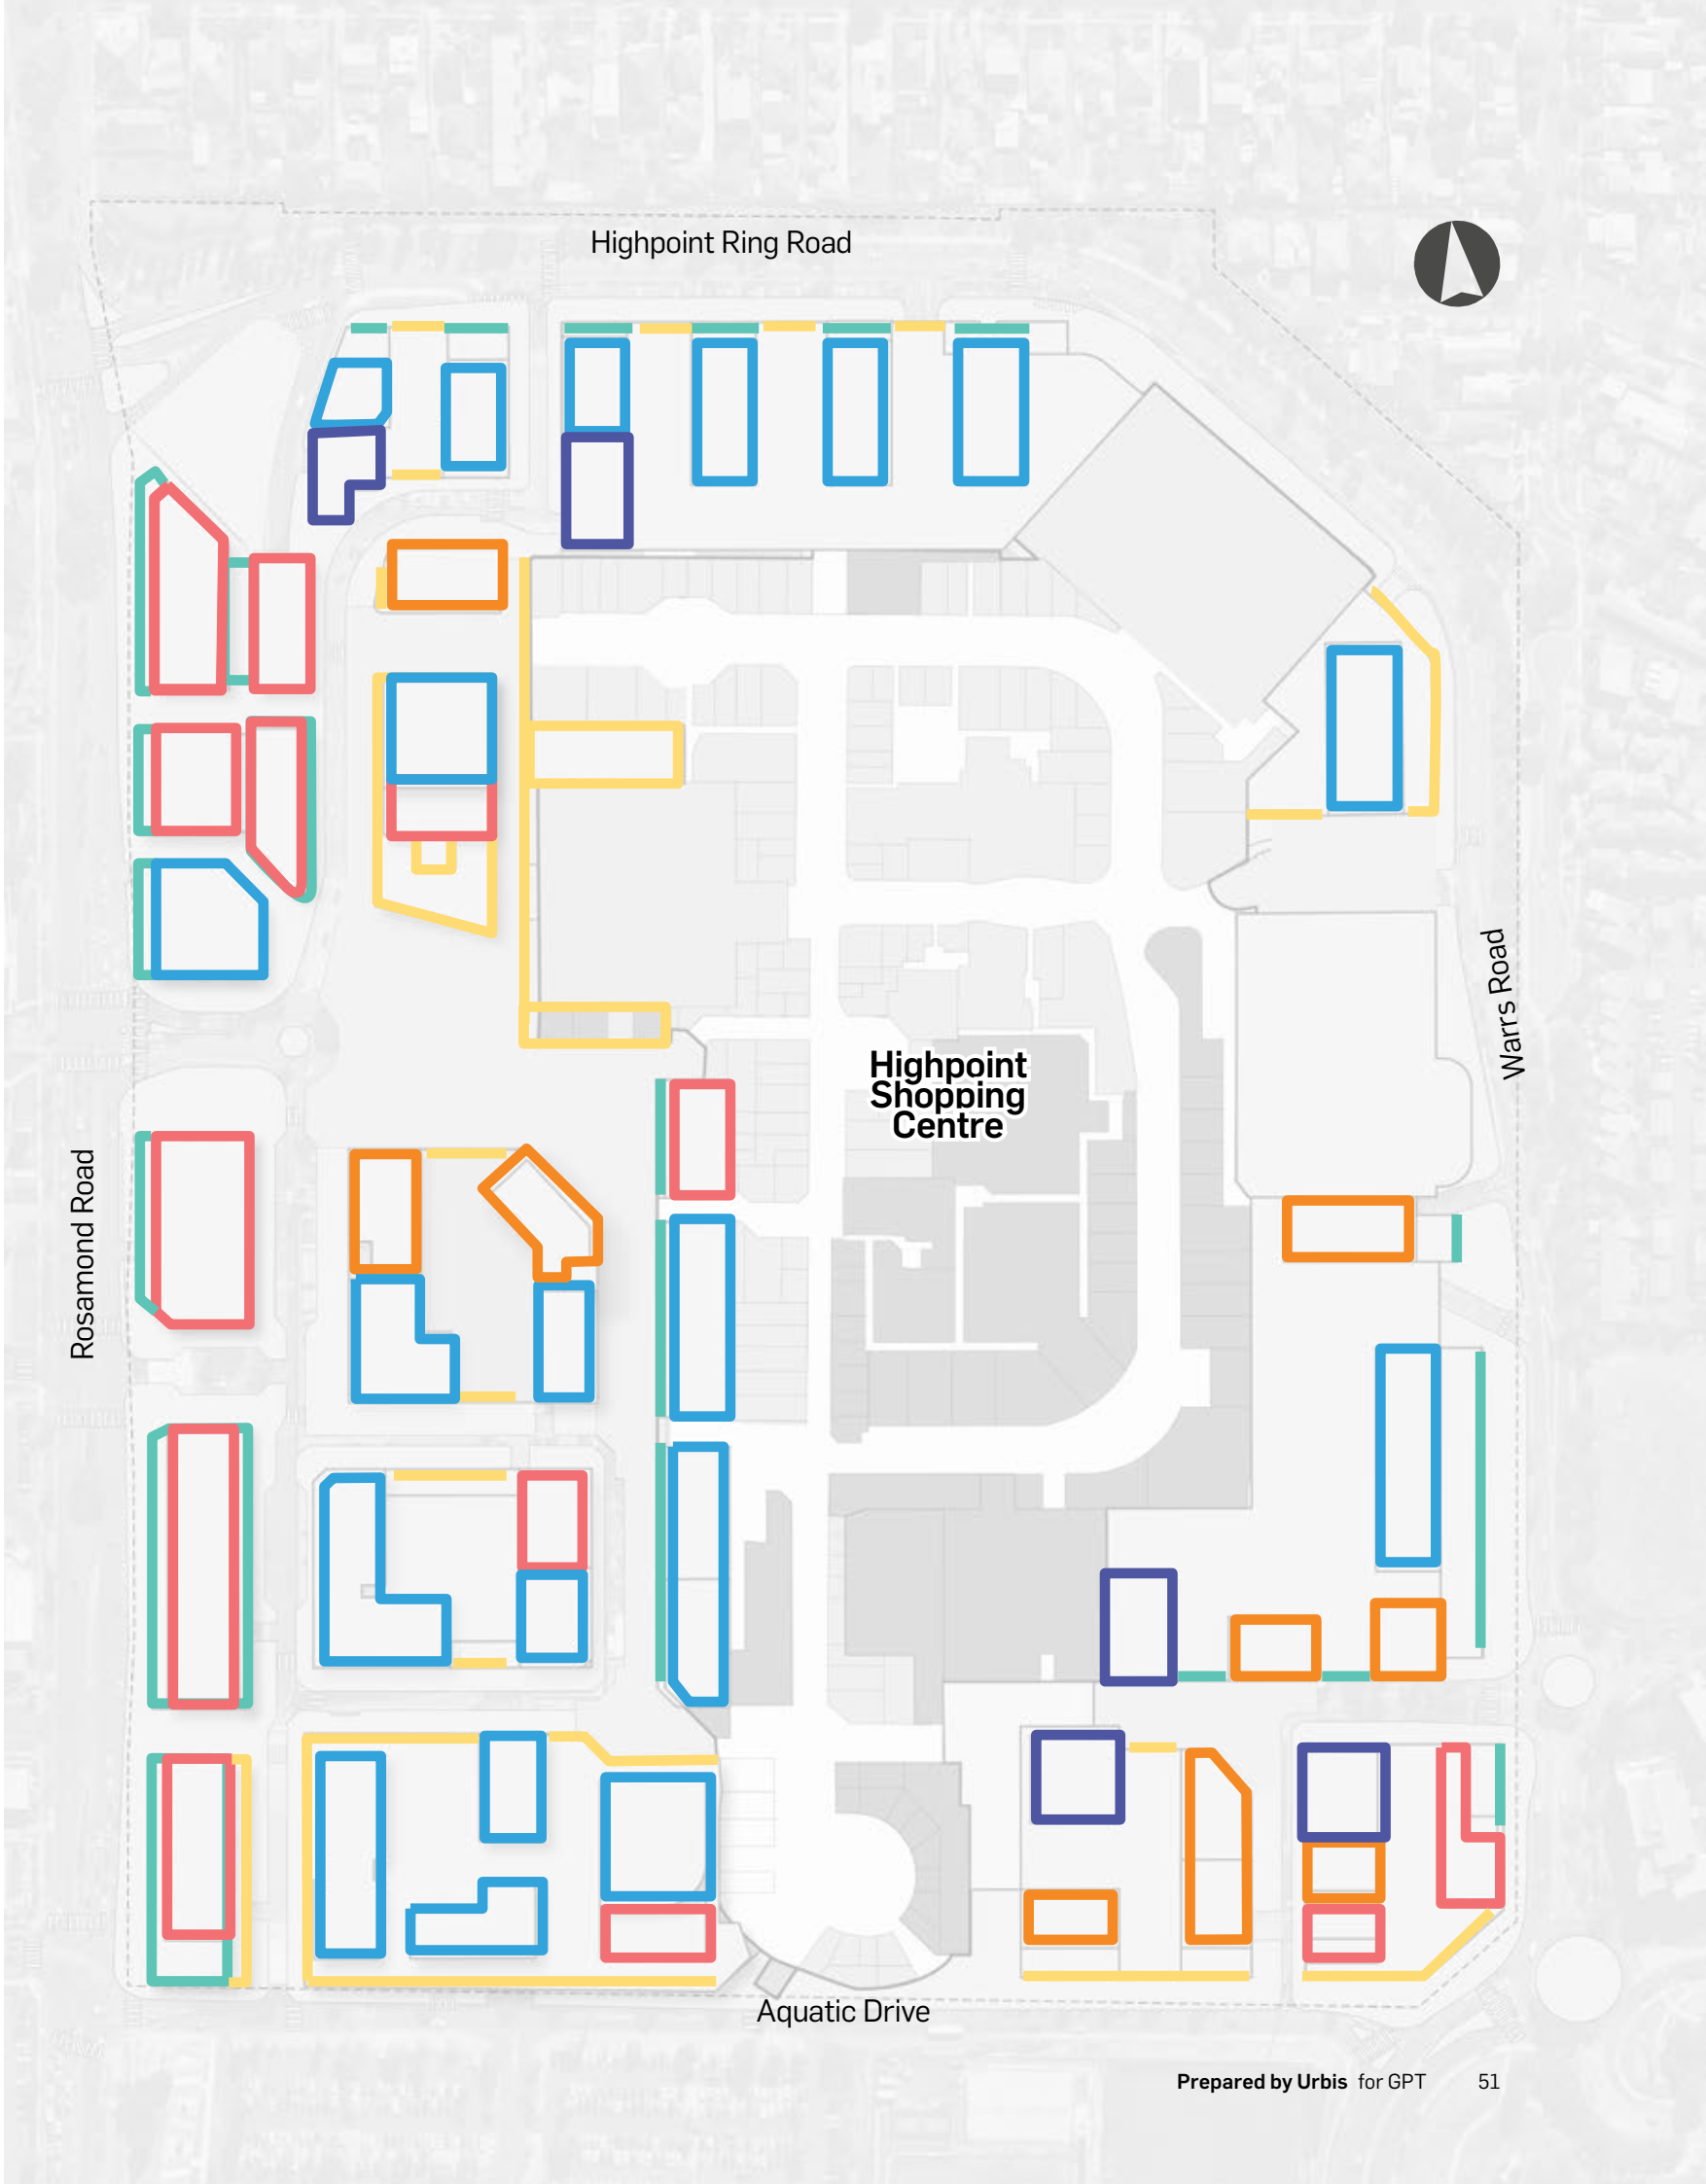 Highpoint Ring Road
Warrs Road
Highpoint
Shopping
Centre
Rosamond Road
Aquatic Drive
Prepared by Urbis for GPT 51